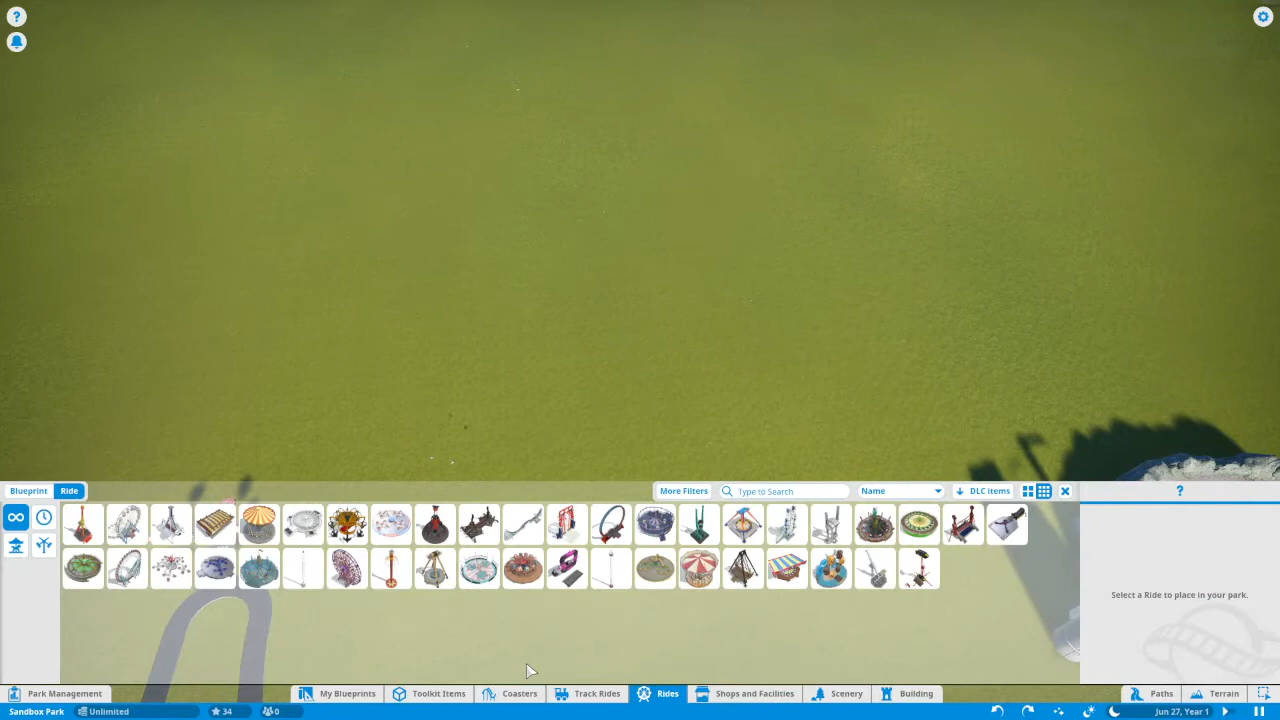 ?
Blueprint
Ride
More Filters
Type to Search
Name
DLC items
?
Select a Ride to place in your park.
Park Management
My Blueprints
Toolkit Items
Coasters
Track Rides
Rides
Shops and Facilities
Scenery
Building
Paths
Terrain
Sandbox Park
Unlimited
34
0
Jun 27, Year 1